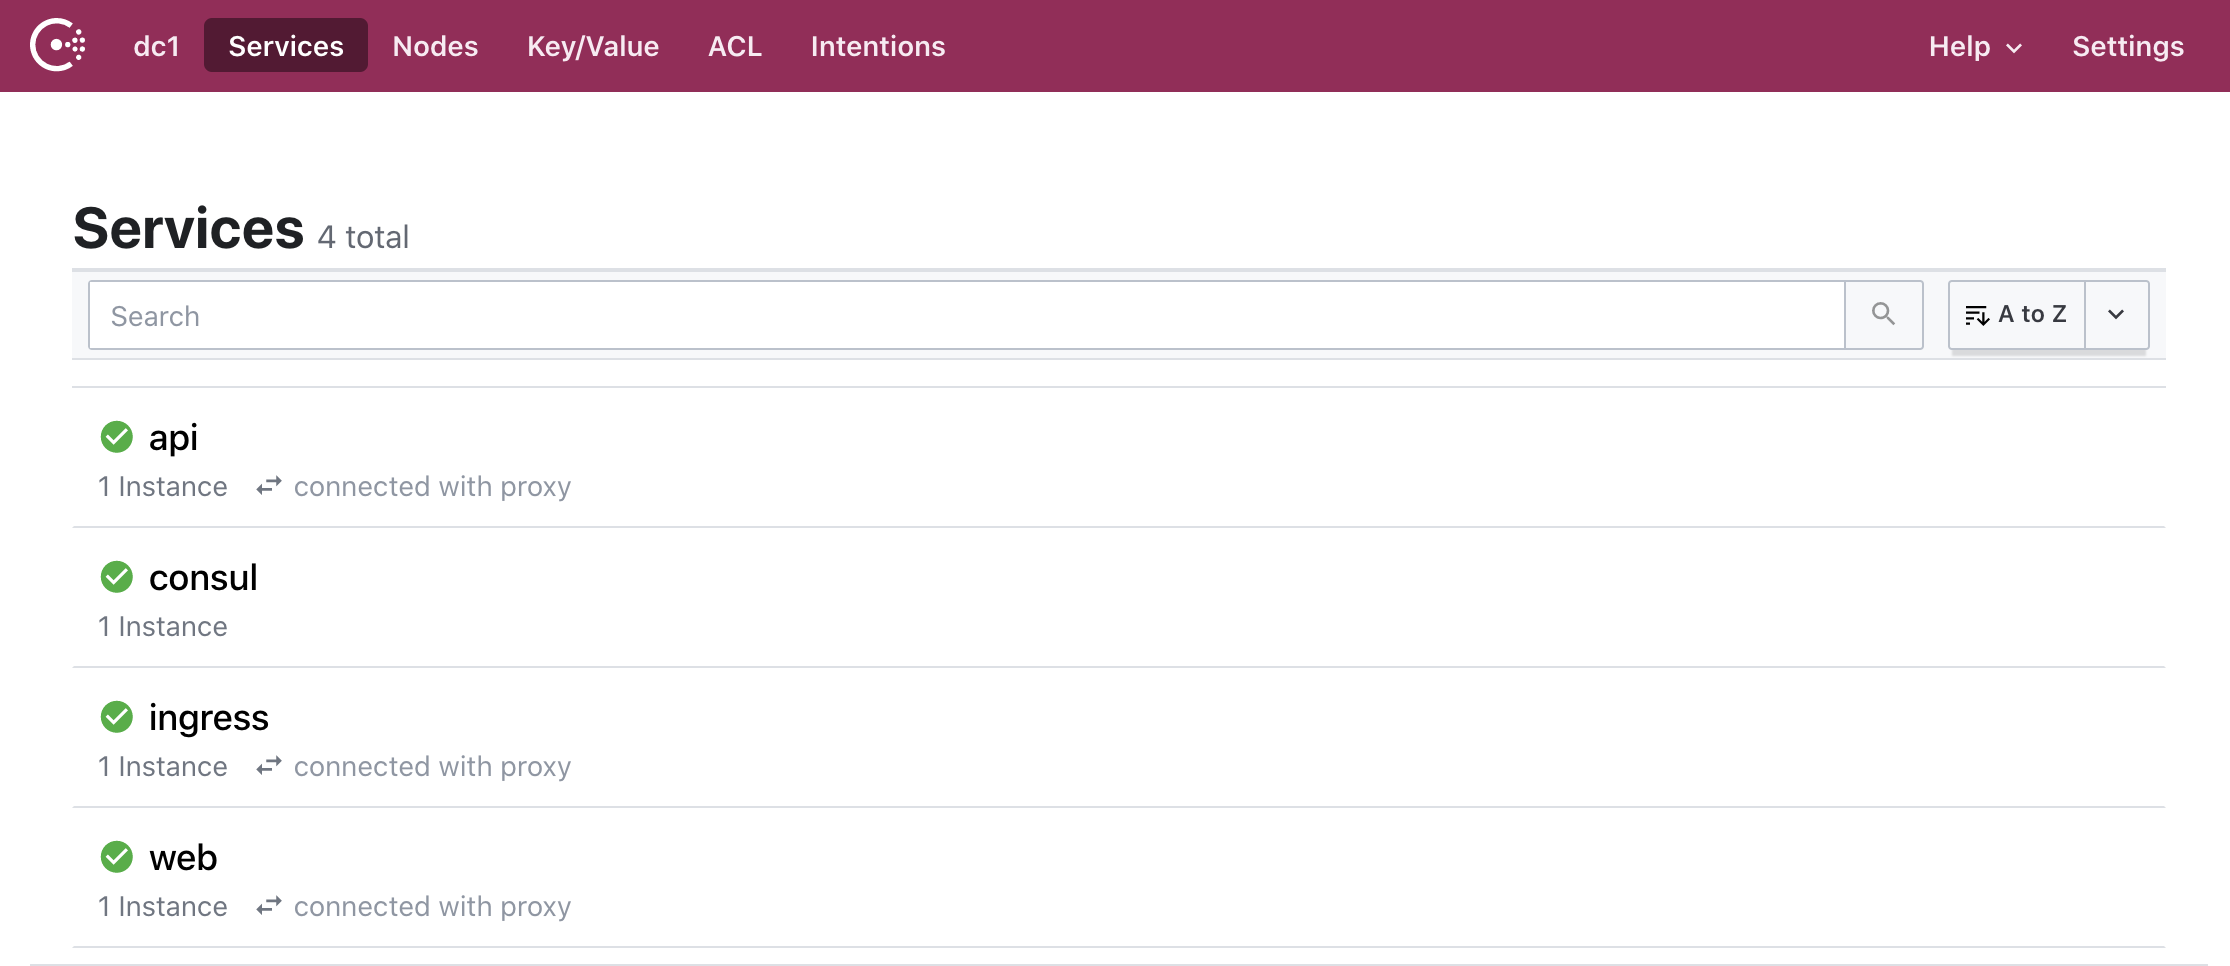 dc1 Services Nodes Key/Value ACL Intentions Help Settings
Services 4 total
Search A to Z
api
1 Instance connected with proxy
consul
1 Instance
ingress
1 Instance connected with proxy
web
1 Instance connected with proxy